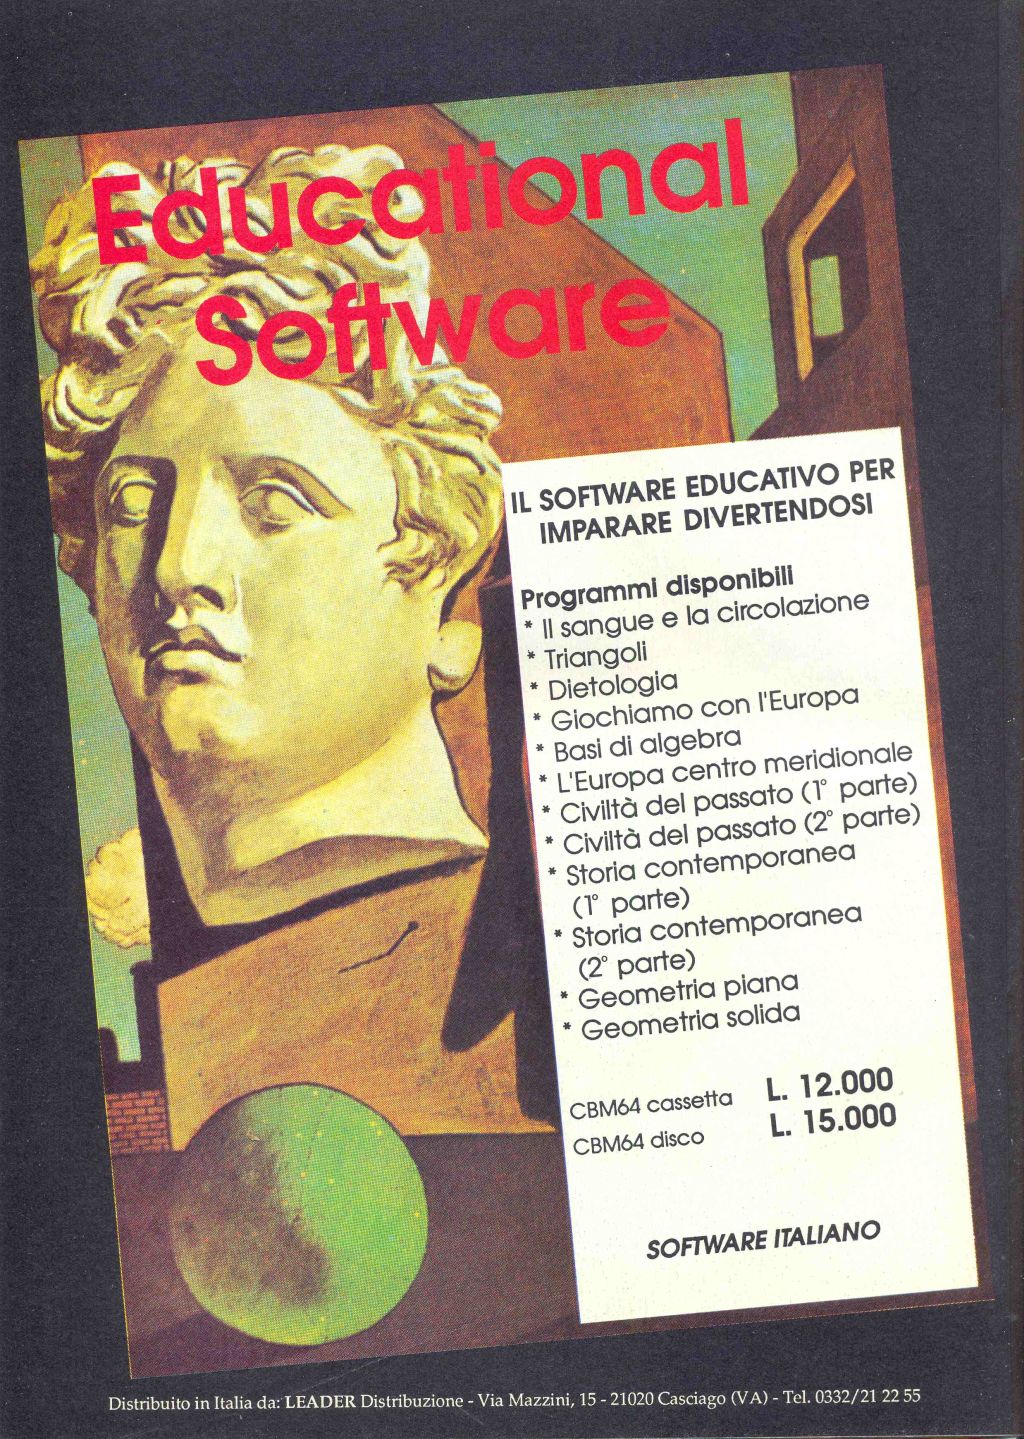 Educational
Software
IL SOFTWARE EDUCATIVO PER
IMPARARE DIVERTENDOSI
Programmi disponibili
* Il sangue e la circolazione
* Triangoli
* Dietologia
* Giochiamo con l'Europa
* Basi di algebra
* L'Europa centro meridionale
* Civiltà del passato (1° parte)
* Civiltà del passato (2° parte)
* Storia contemporanea
(1° parte)
* Storia contemporanea
(2° parte)
* Geometria piana
* Geometria solida
CBM64 cassetta L. 12.000
CBM64 disco L. 15.000
SOFTWARE ITALIANO
Distribuito in Italia da: LEADER Distribuzione - Via Mazzini, 15 - 21020 Casciago (VA) - Tel. 0332/21 22 55